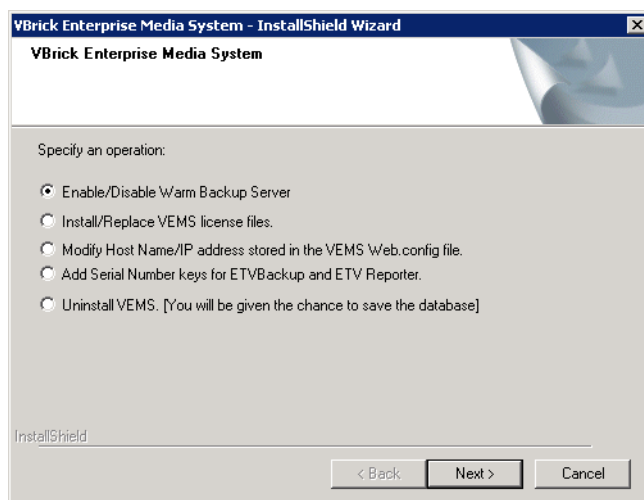 VBrick Enterprise Media System - InstallShield Wizard
VBrick Enterprise Media System
Specify an operation:
Enable/Disable Warm Backup Server
Install/Replace VEMS license files.
Modify Host Name/IP address stored in the VEMS Web.config file.
Add Serial Number keys for ETVBackup and ETV Reporter.
Uninstall VEMS. [You will be given the chance to save the database]
InstallShield
< Back Next > Cancel